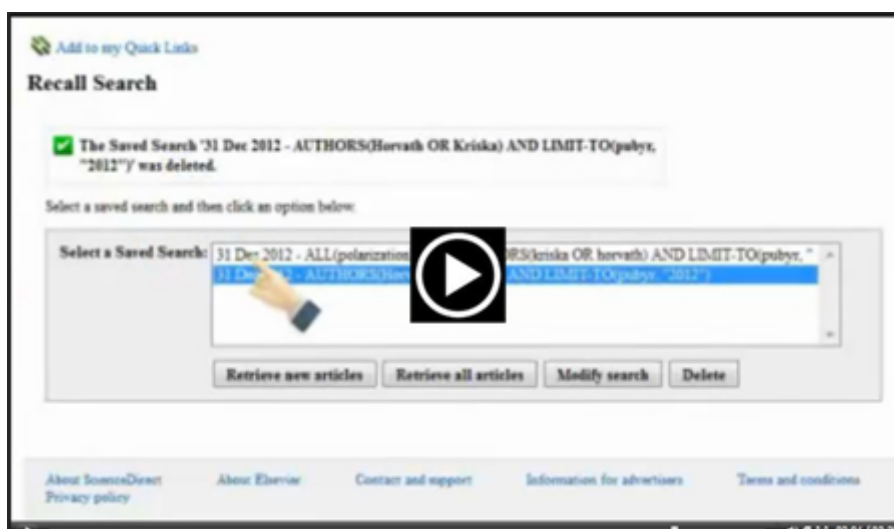 Add to my Quick Links
Recall Search
The Saved Search '31 Dec 2012 - AUTHORS(Horvath OR Kriska) AND LIMIT-TO(pubyr,
"2012")' was deleted.
Select a saved search and then click an option below:
Select a Saved Search: 31 Dec 2012 - ALL(polarization RS(kriska OR horvath) AND LIMIT-TO(pubyr, "
31 De 2 - AUTHORS(Horv AND LIMIT-TO(pubyr, "2012")
Retrieve new articles Retrieve all articles Modify search Delete
About ScienceDirect About Elsevier Contact and support Information for advertisers Terms and conditions
Privacy policy